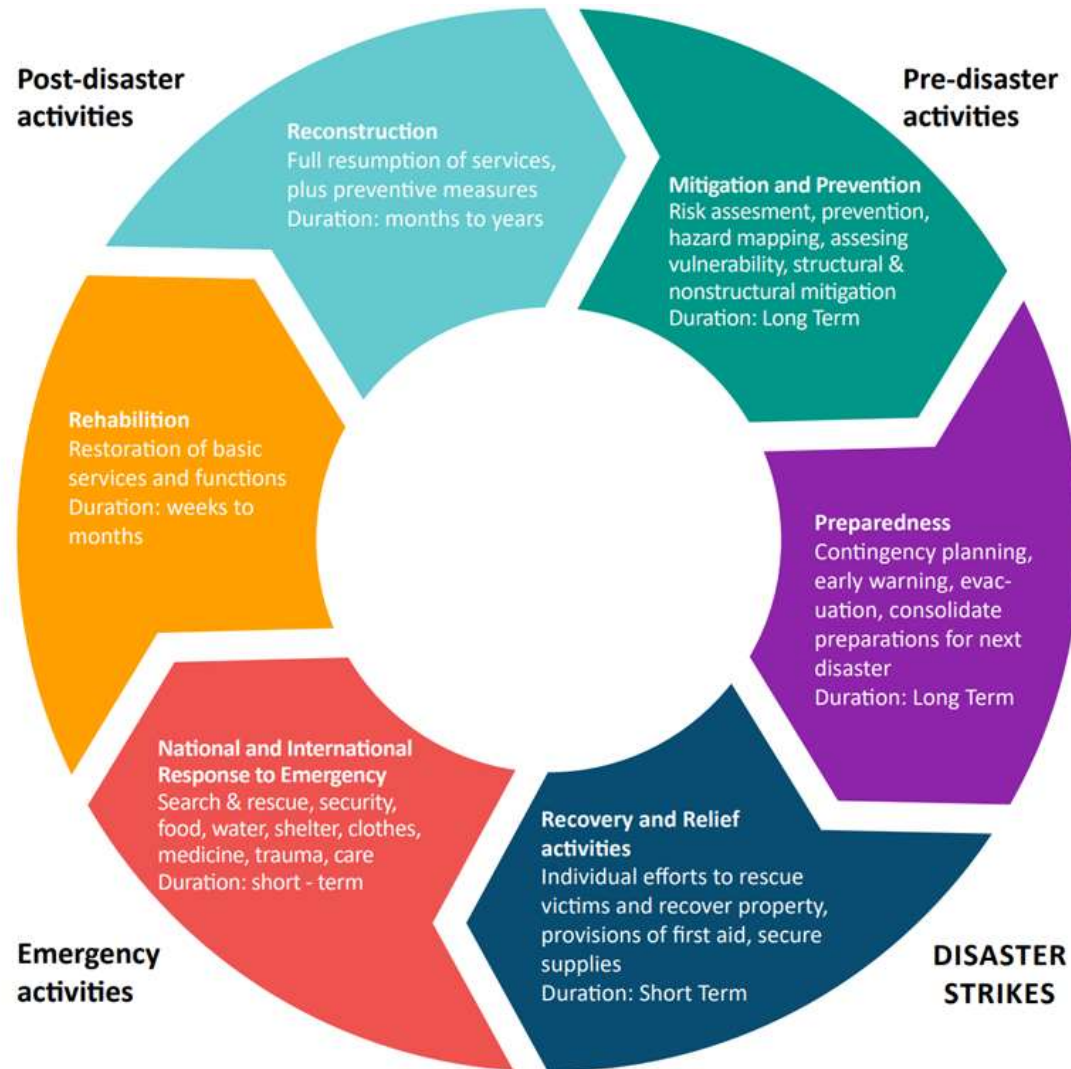 Post-disaster
activities
Pre-disaster
activities
Reconstruction
Full resumption of services,
plus preventive measures
Duration: months to years
Mitigation and Prevention
Risk assesment, prevention,
hazard mapping, assesing
vulnerability, structural &
nonstructural mitigation
Duration: Long Term
Preparedness
Contingency planning,
early warning, evac-
uation, consolidate
preparations for next
disaster
Duration: Long Term
DISASTER
STRIKES
Recovery and Relief
activities
Individual efforts to rescue
victims and recover property,
provisions of first aid, secure
supplies
Duration: Short Term
National and International
Response to Emergency
Search & rescue, security,
food, water, shelter, clothes,
medicine, trauma, care
Duration: short - term
Emergency
activities
Rehabilition
Restoration of basic
services and functions
Duration: weeks to
months